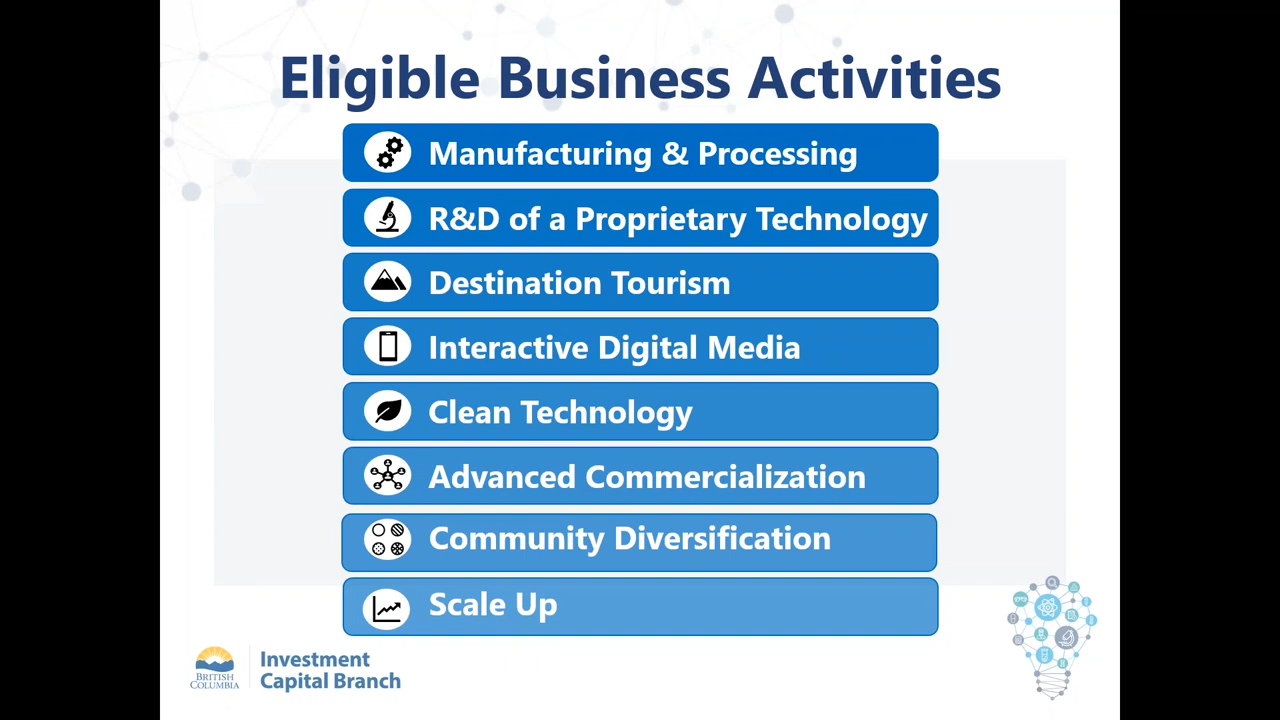 Eligible Business Activities
Manufacturing & Processing
R&D of a Proprietary Technology
Destination Tourism
Interactive Digital Media
Clean Technology
Advanced Commercialization
Community Diversification
Scale Up
BRITISH
COLUMBIA
Investment
Capital Branch